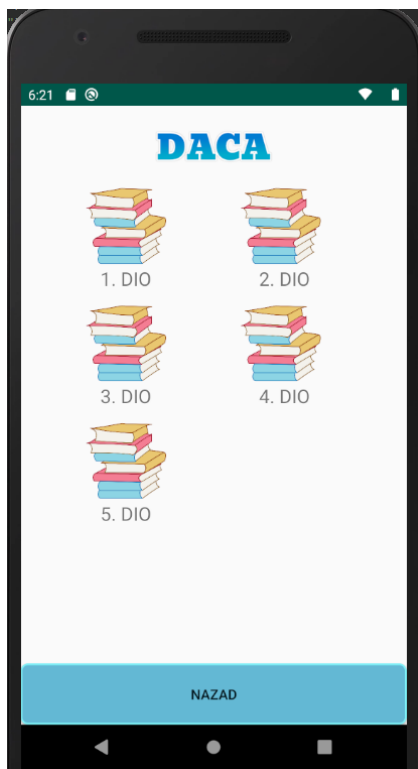 6:21
DACA
1. DIO
2. DIO
3. DIO
4. DIO
5. DIO
NAZAD